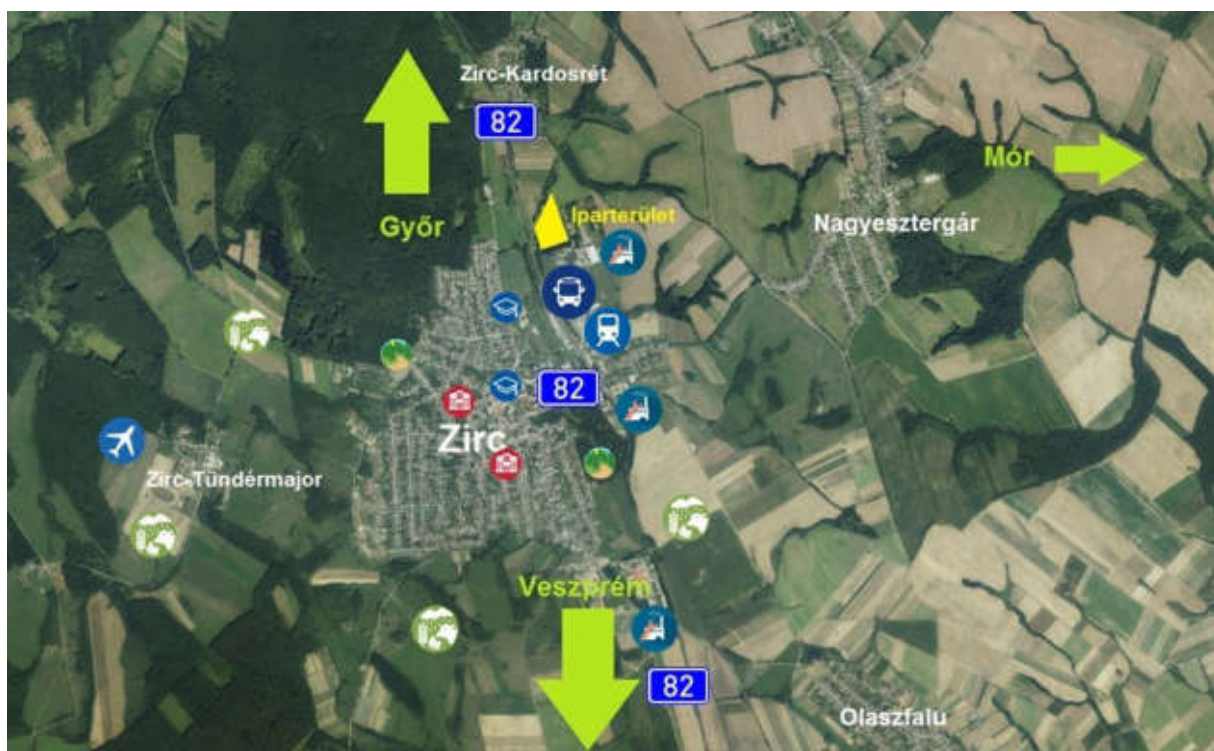 Zirc-Kardosrét
82
Mór
Iparterület
Győr
Nagyesztergár
82
Zirc
Zirc-Tündérmajor
Veszprém
82
Olaszfalu